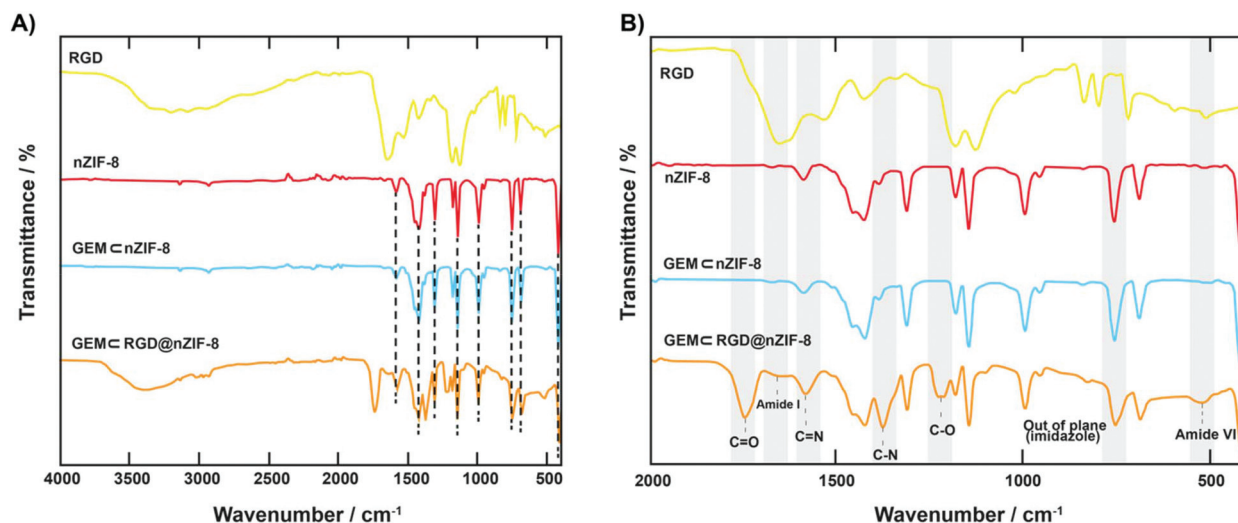 A)
RGD
nZIF-8
GEM⊂nZIF-8
GEM⊂RGD@nZIF-8
Transmittance / %
4000 3500 3000 2500 2000 1500 1000 500
Wavenumber / cm-1
B)
RGD
nZIF-8
GEM⊂nZIF-8
GEM⊂RGD@nZIF-8
Amide I
C=O
C=N
C-N
C-O
Out of plane
(imidazole)
Amide VI
Transmittance / %
2000 1500 1000 500
Wavenumber / cm-1